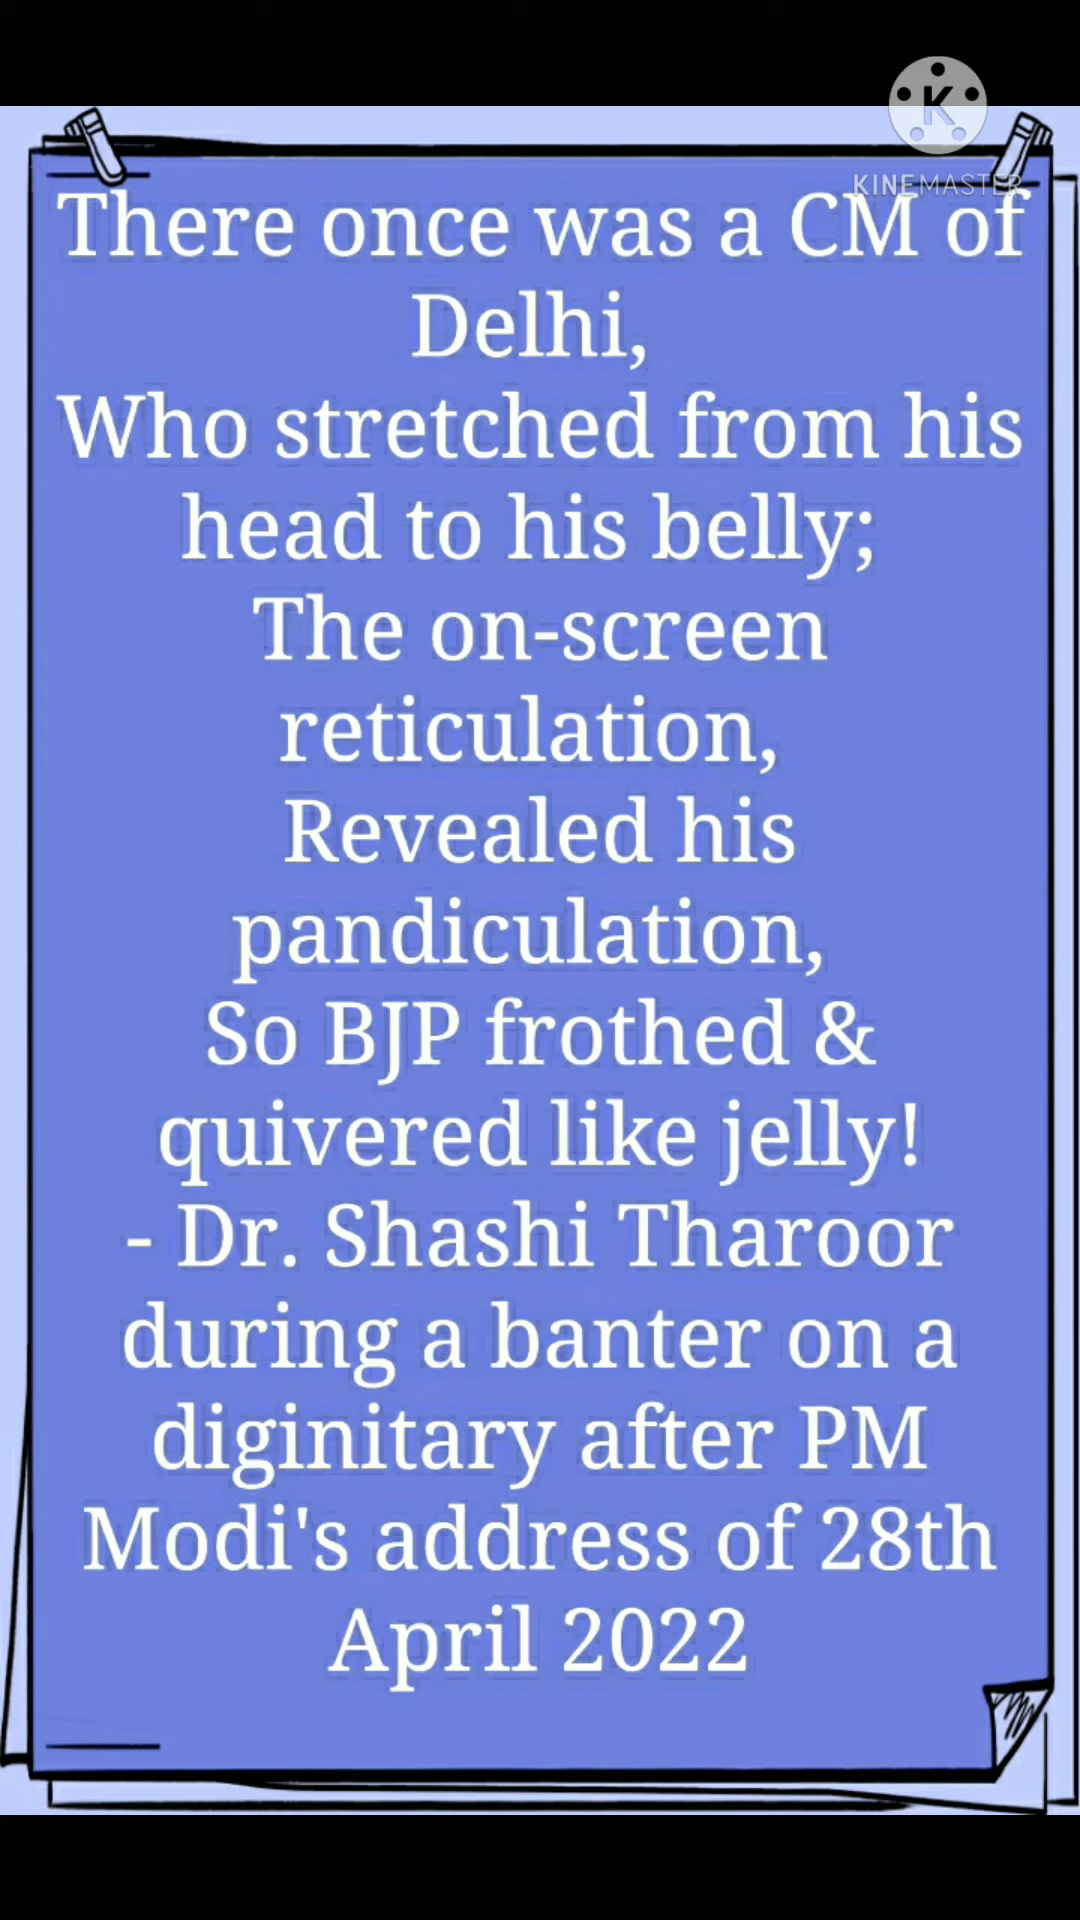 KINEMASTER
There once was a CM of
Delhi,
Who stretched from his
head to his belly;
The on-screen
reticulation,
Revealed his
pandiculation,
So BJP frothed &
quivered like jelly!
- Dr. Shashi Tharoor
during a banter on a
diginitary after PM
Modi's address of 28th
April 2022